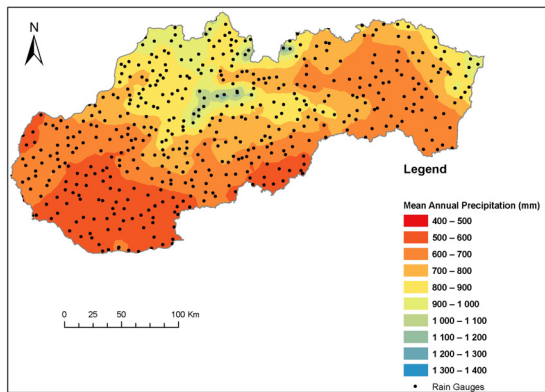 N
Legend
Mean Annual Precipitation (mm)
400 – 500
500 – 600
600 – 700
700 – 800
800 – 900
900 – 1 000
1 000 – 1 100
1 100 – 1 200
1 200 – 1 300
1 300 – 1 400
Rain Gauges
0 25 50 100 Km